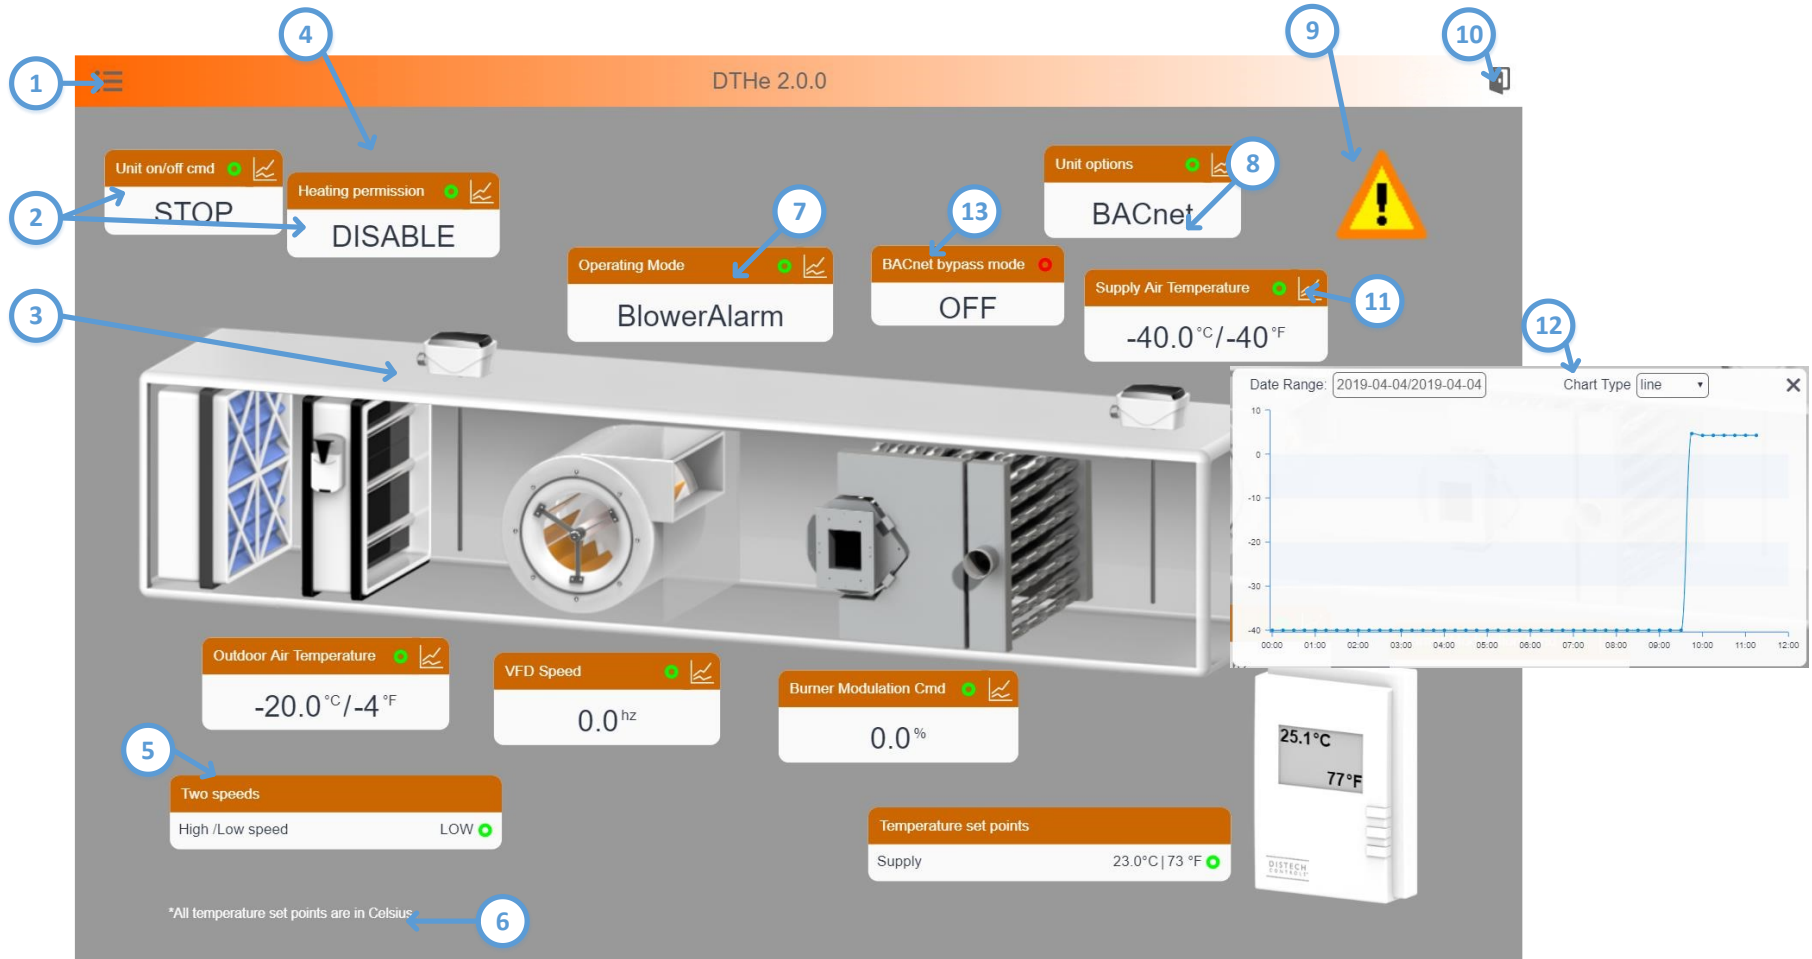 4
9
10
1
DTHe 2.0.0
Unit on/off cmd
STOP
2
Heating permission
DISABLE
7
13
Unit options
8
BACnet
Operating Mode
BlowerAlarm
BACnet bypass mode
OFF
Supply Air Temperature
-40.0°C/-40°F
11
3
12
Date Range: 2019-04-04/2019-04-04
Chart Type line
10
0
-10
-20
-30
-40
00:00 01:00 02:00 03:00 04:00 05:00 06:00 07:00 08:00 09:00 10:00 11:00 12:00
Outdoor Air Temperature
-20.0°C/-4°F
VFD Speed
0.0hz
Burner Modulation Cmd
0.0%
25.1°C
77°F
DISTECH
CONTROLS
5
Two speeds
High /Low speed LOW
Temperature set points
Supply 23.0°C| 73 °F
*All temperature set points are in Celsius
6